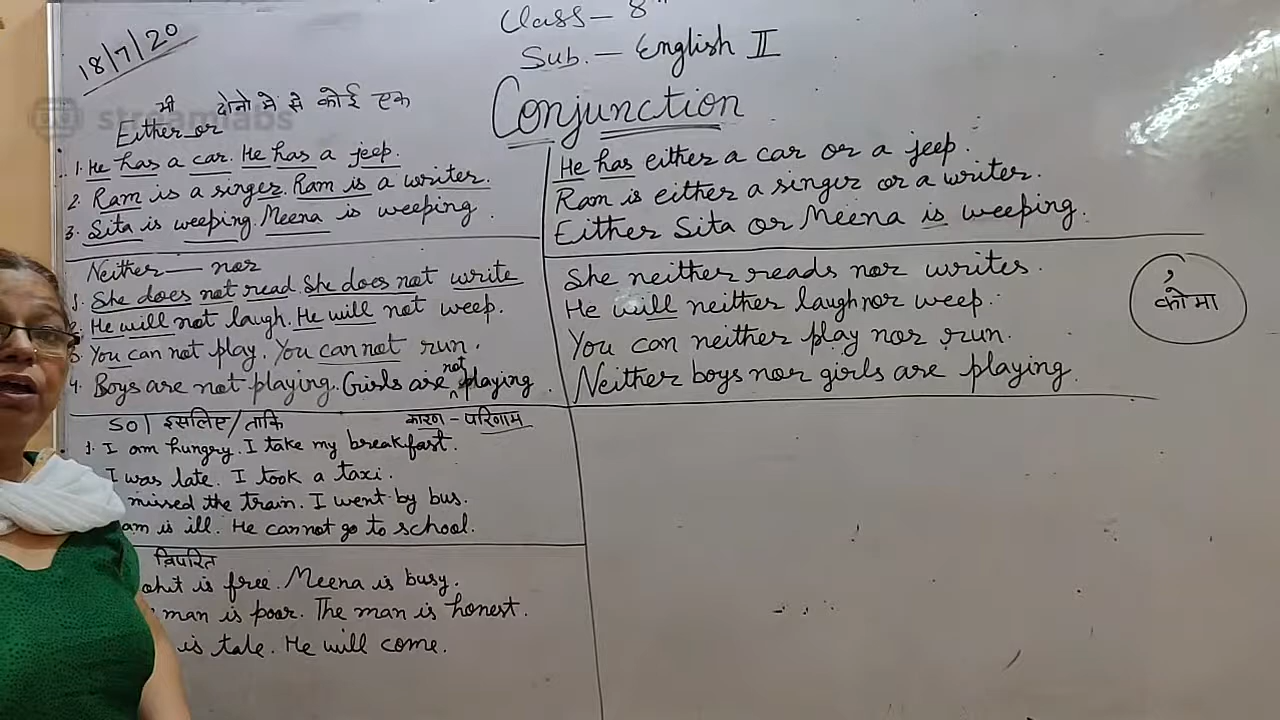 18/7/20
Class - 8th
Sub. - English II
Conjunction
भी दोनो मे से कोई एक
Either or
1. He has a car. He has a jeep.
2. Ram is a singer. Ram is a writer.
3. Sita is weeping. Meena is weeping.
He has either a car or a jeep.
Ram is either a singer or a writer.
Either Sita or Meena is weeping.
Neither — nor
1. She does not read. She does not write
2. He will not laugh. He will not weep.
3. You can not play. You can not run.
4. Boys are not playing. Girls are not playing.
She neither reads nor writes.
He will neither laugh nor weep.
You can neither play nor run.
Neither boys nor girls are playing.
,
कोमा
SO| इसलिए/ताकि कारण - परिणाम
1. I am hungry. I take my breakfast.
I was late. I took a taxi.
missed the train. I went by bus.
am is ill. He cannot go to school.
विपरित
ohit is free. Meena is busy.
man is poor. The man is honest.
is tale. He will come.
streamlabs